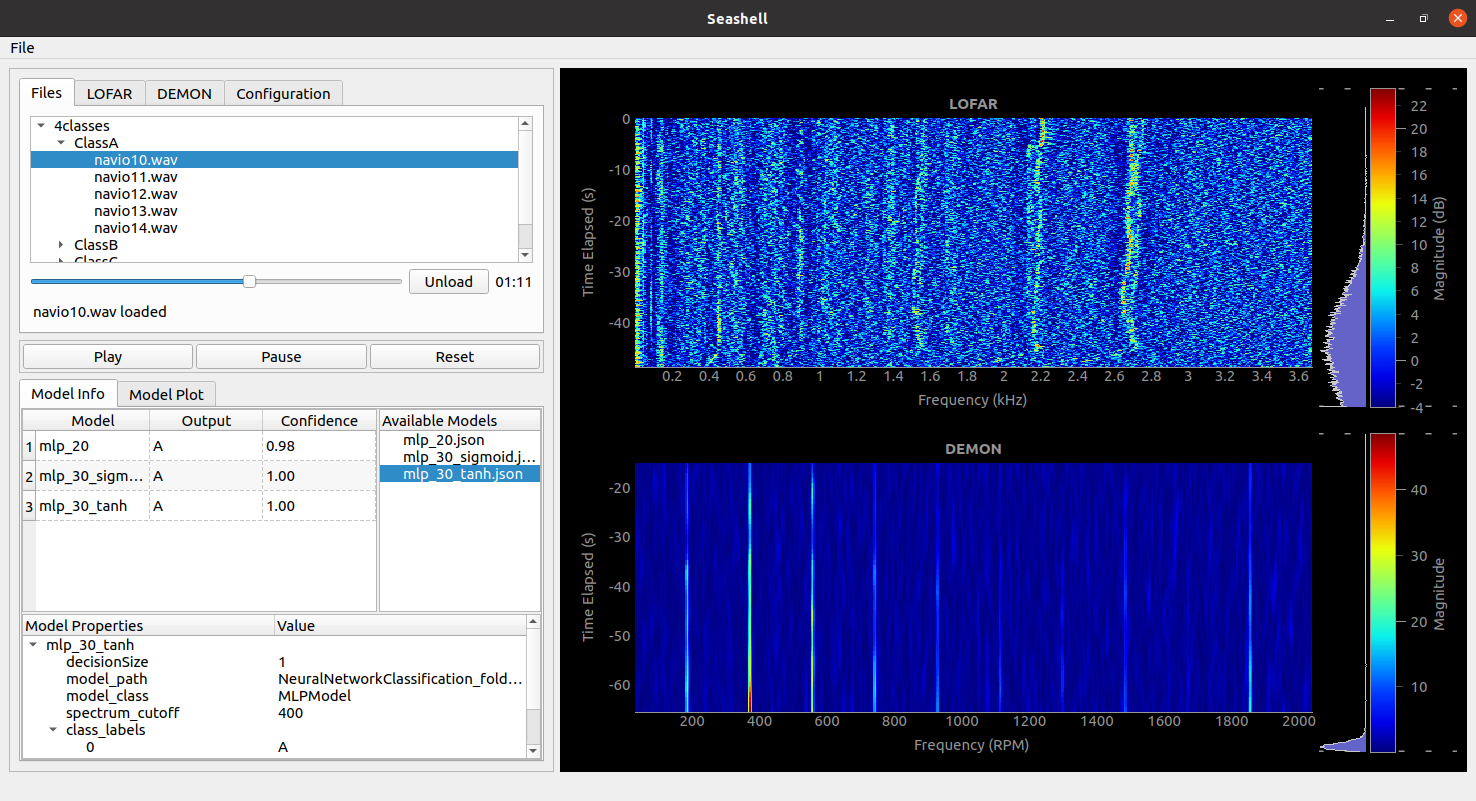 Seashell
File
Files LOFAR DEMON Configuration
4classes
ClassA
navio10.wav
navio11.wav
navio12.wav
navio13.wav
navio14.wav
ClassB
ClassC
Unload 01:11
navio10.wav loaded
Play Pause Reset
Model Info Model Plot
Model Output Confidence
1 mlp_20 A 0.98
2 mlp_30_sigm... A 1.00
3 mlp_30_tanh A 1.00
Available Models
mlp_20.json
mlp_30_sigmoid.j...
mlp_30_tanh.json
Model Properties Value
mlp_30_tanh
decisionSize 1
model_path NeuralNetworkClassification_fold...
model_class MLPModel
spectrum_cutoff 400
class_labels
0 A
LOFAR
Time Elapsed (s)
0
-10
-20
-30
-40
0.2 0.4 0.6 0.8 1 1.2 1.4 1.6 1.8 2 2.2 2.4 2.6 2.8 3 3.2 3.4 3.6
Frequency (kHz)
22
20
18
16
14
12
10
8
6
4
2
0
-2
-4
Magnitude (dB)
DEMON
Time Elapsed (s)
-20
-30
-40
-50
-60
200 400 600 800 1000 1200 1400 1600 1800 2000
Frequency (RPM)
40
30
20
10
Magnitude